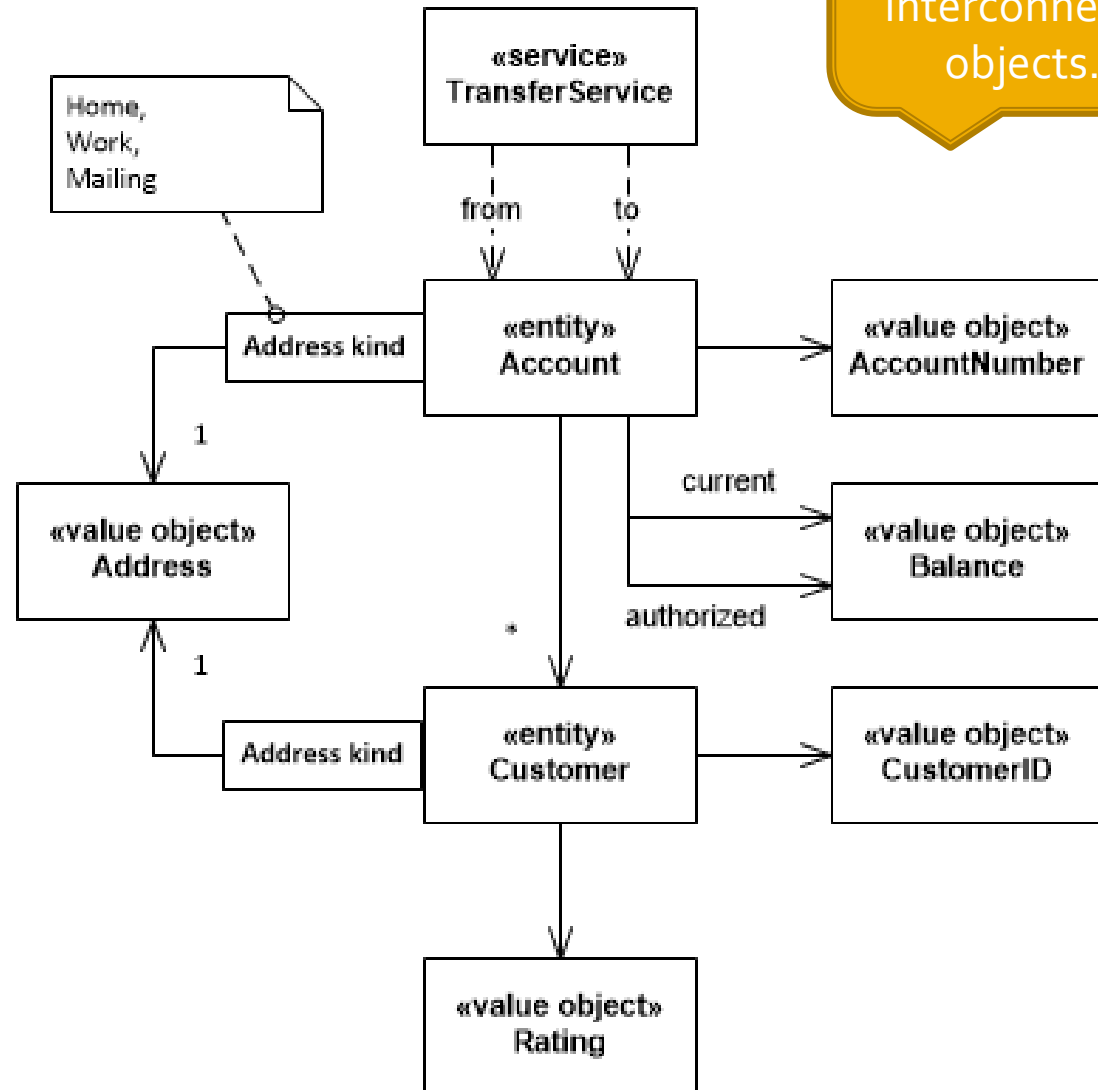 interconne
objects.
«service»
TransferService
Home,
Work,
Mailing
from
to
Address kind
«entity»
Account
«value object»
AccountNumber
1
current
«value object»
Address
«value object»
Balance
authorized
*
1
Address kind
«entity»
Customer
«value object»
CustomerID
«value object»
Rating